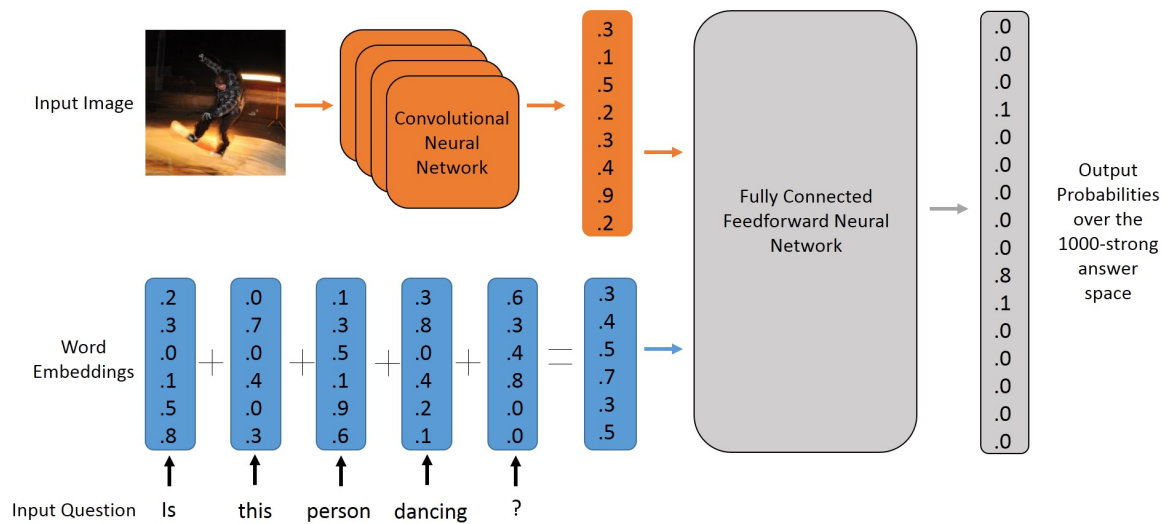 Input Image
Convolutional
Neural
Network
.3
.1
.5
.2
.3
.4
.9
.2
Fully Connected
Feedforward Neural
Network
.0
.0
.0
.1
.0
.0
.0
.0
.0
.8
.1
.0
.0
.0
.0
.0
Output
Probabilities
over the
1000-strong
answer
space
Word
Embeddings
.2 .0 .1 .3 .6 .3
.3 .7 .3 .8 .3 .4
.0 + .0 + .5 + .0 + .4 = .5
.1 .4 .1 .4 .8 .7
.5 .0 .9 .2 .0 .3
.8 .3 .6 .1 .0 .5
Input Question Is this person dancing ?